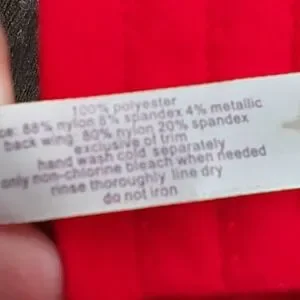 100% polyester
88% nylon 8% spandex 4% metallic
back wing 80% nylon 20% spandex
exclusive of trim
hand wash cold separately
only non-chlorine bleach when needed
rinse thoroughly line dry
do not iron